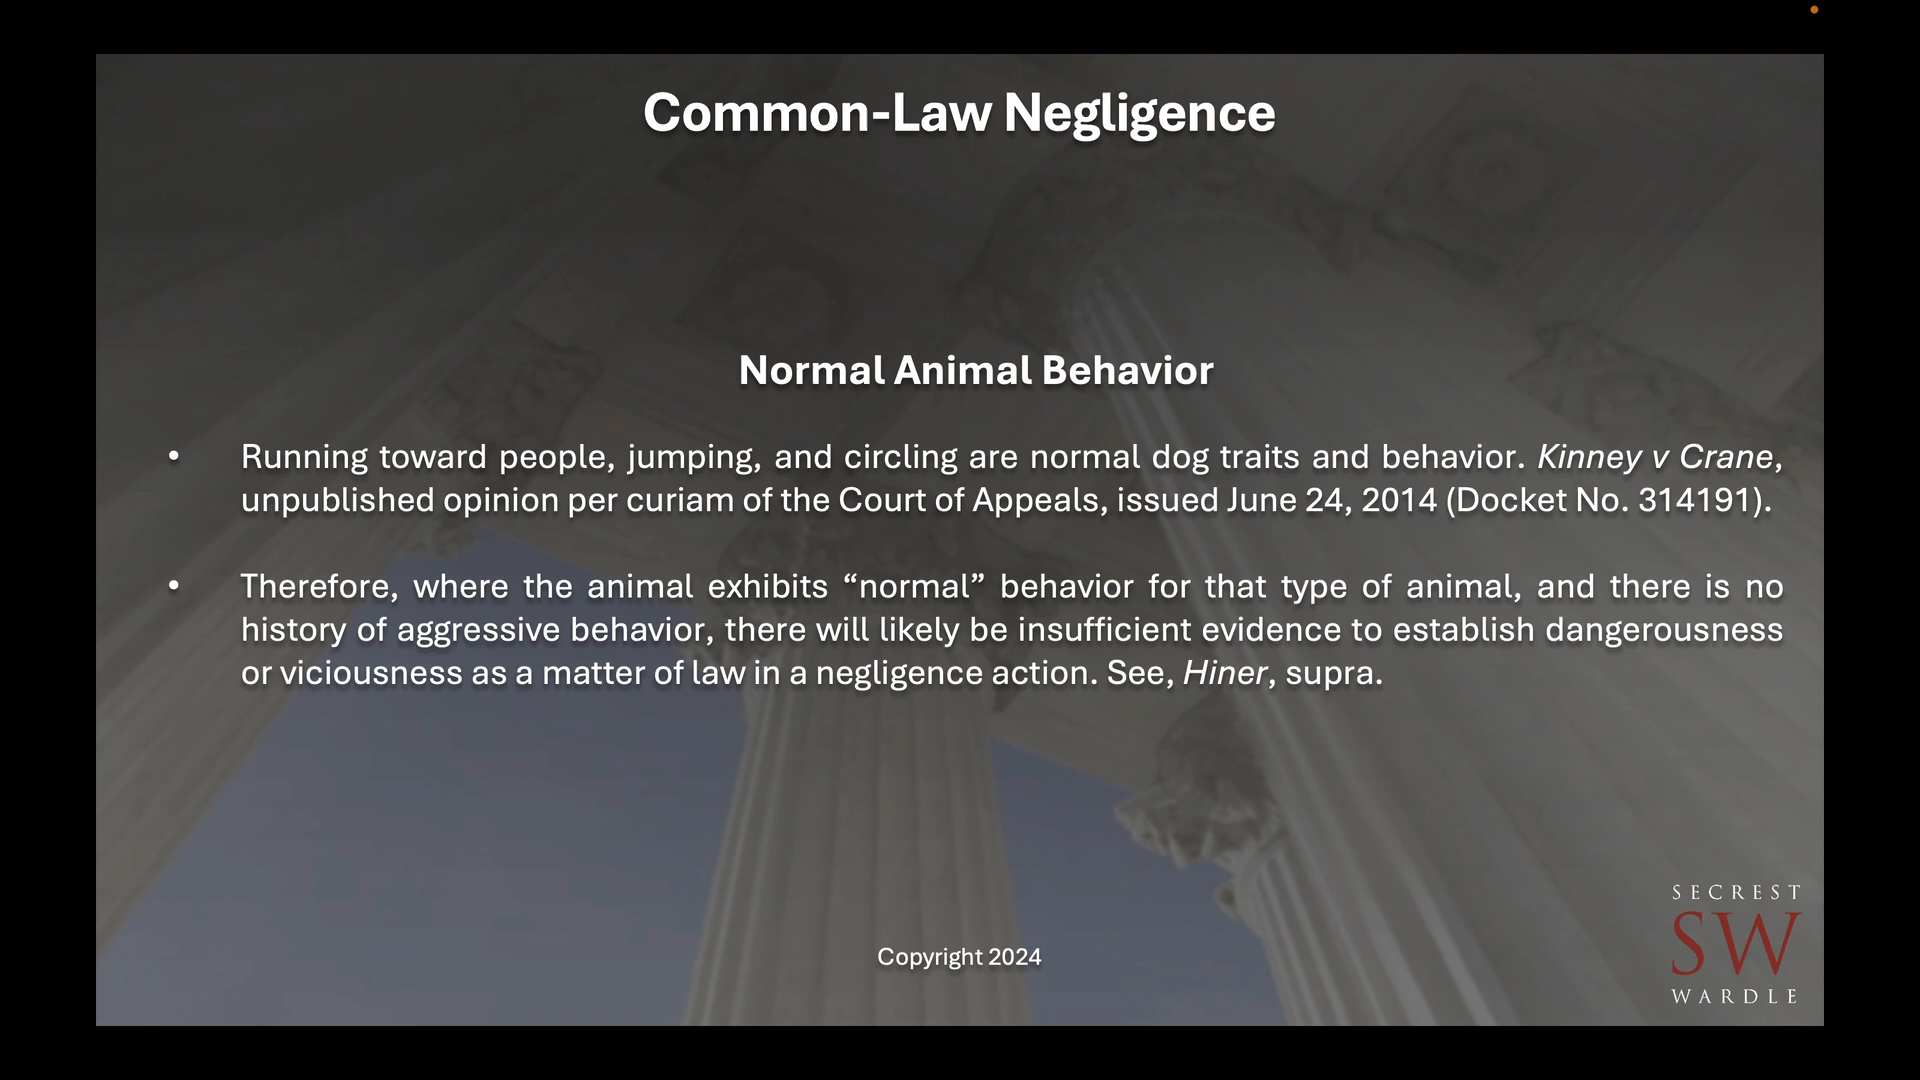 Common-Law Negligence
Normal Animal Behavior
• Running toward people, jumping, and circling are normal dog traits and behavior. Kinney v Crane,
unpublished opinion per curiam of the Court of Appeals, issued June 24, 2014 (Docket No. 314191).
• Therefore, where the animal exhibits “normal” behavior for that type of animal, and there is no
history of aggressive behavior, there will likely be insufficient evidence to establish dangerousness
or viciousness as a matter of law in a negligence action. See, Hiner, supra.
Copyright 2024
SECREST
SW
WARDLE